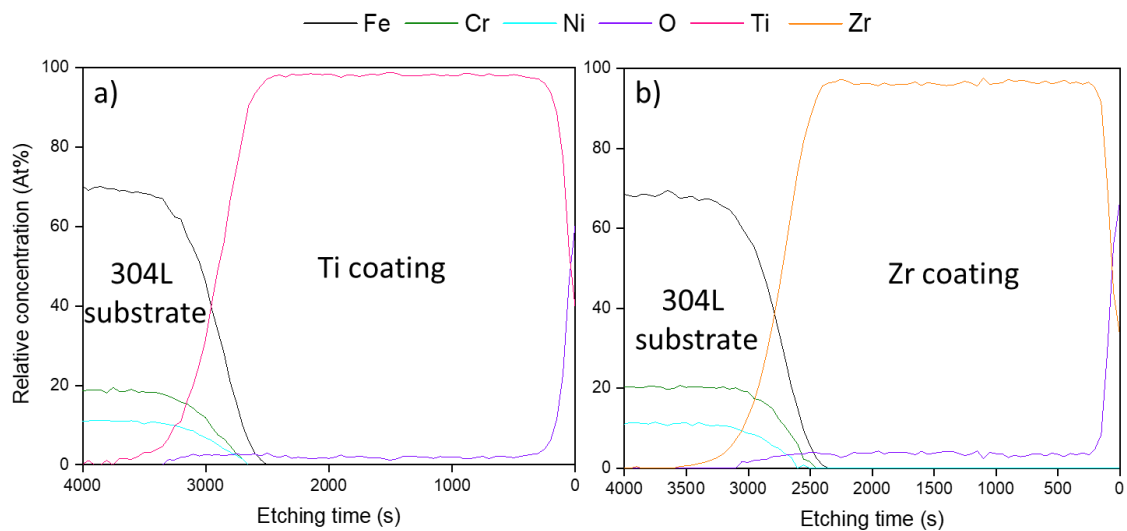 Fe Cr Ni O Ti Zr
a)
b)
Relative concentration (At%)
100
80
60
40
20
0
304L
substrate
Ti coating
4000 3000 2000 1000 0
Etching time (s)
100
80
60
40
20
0
304L
substrate
Zr coating
4000 3500 3000 2500 2000 1500 1000 500 0
Etching time (s)